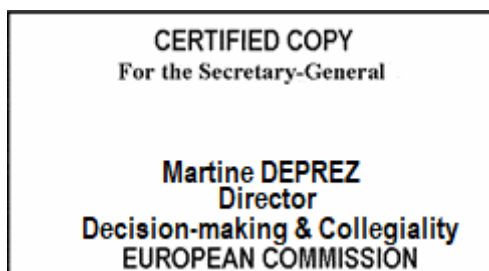 CERTIFIED COPY
For the Secretary-General
Martine DEPREZ
Director
Decision-making & Collegiality
EUROPEAN COMMISSION